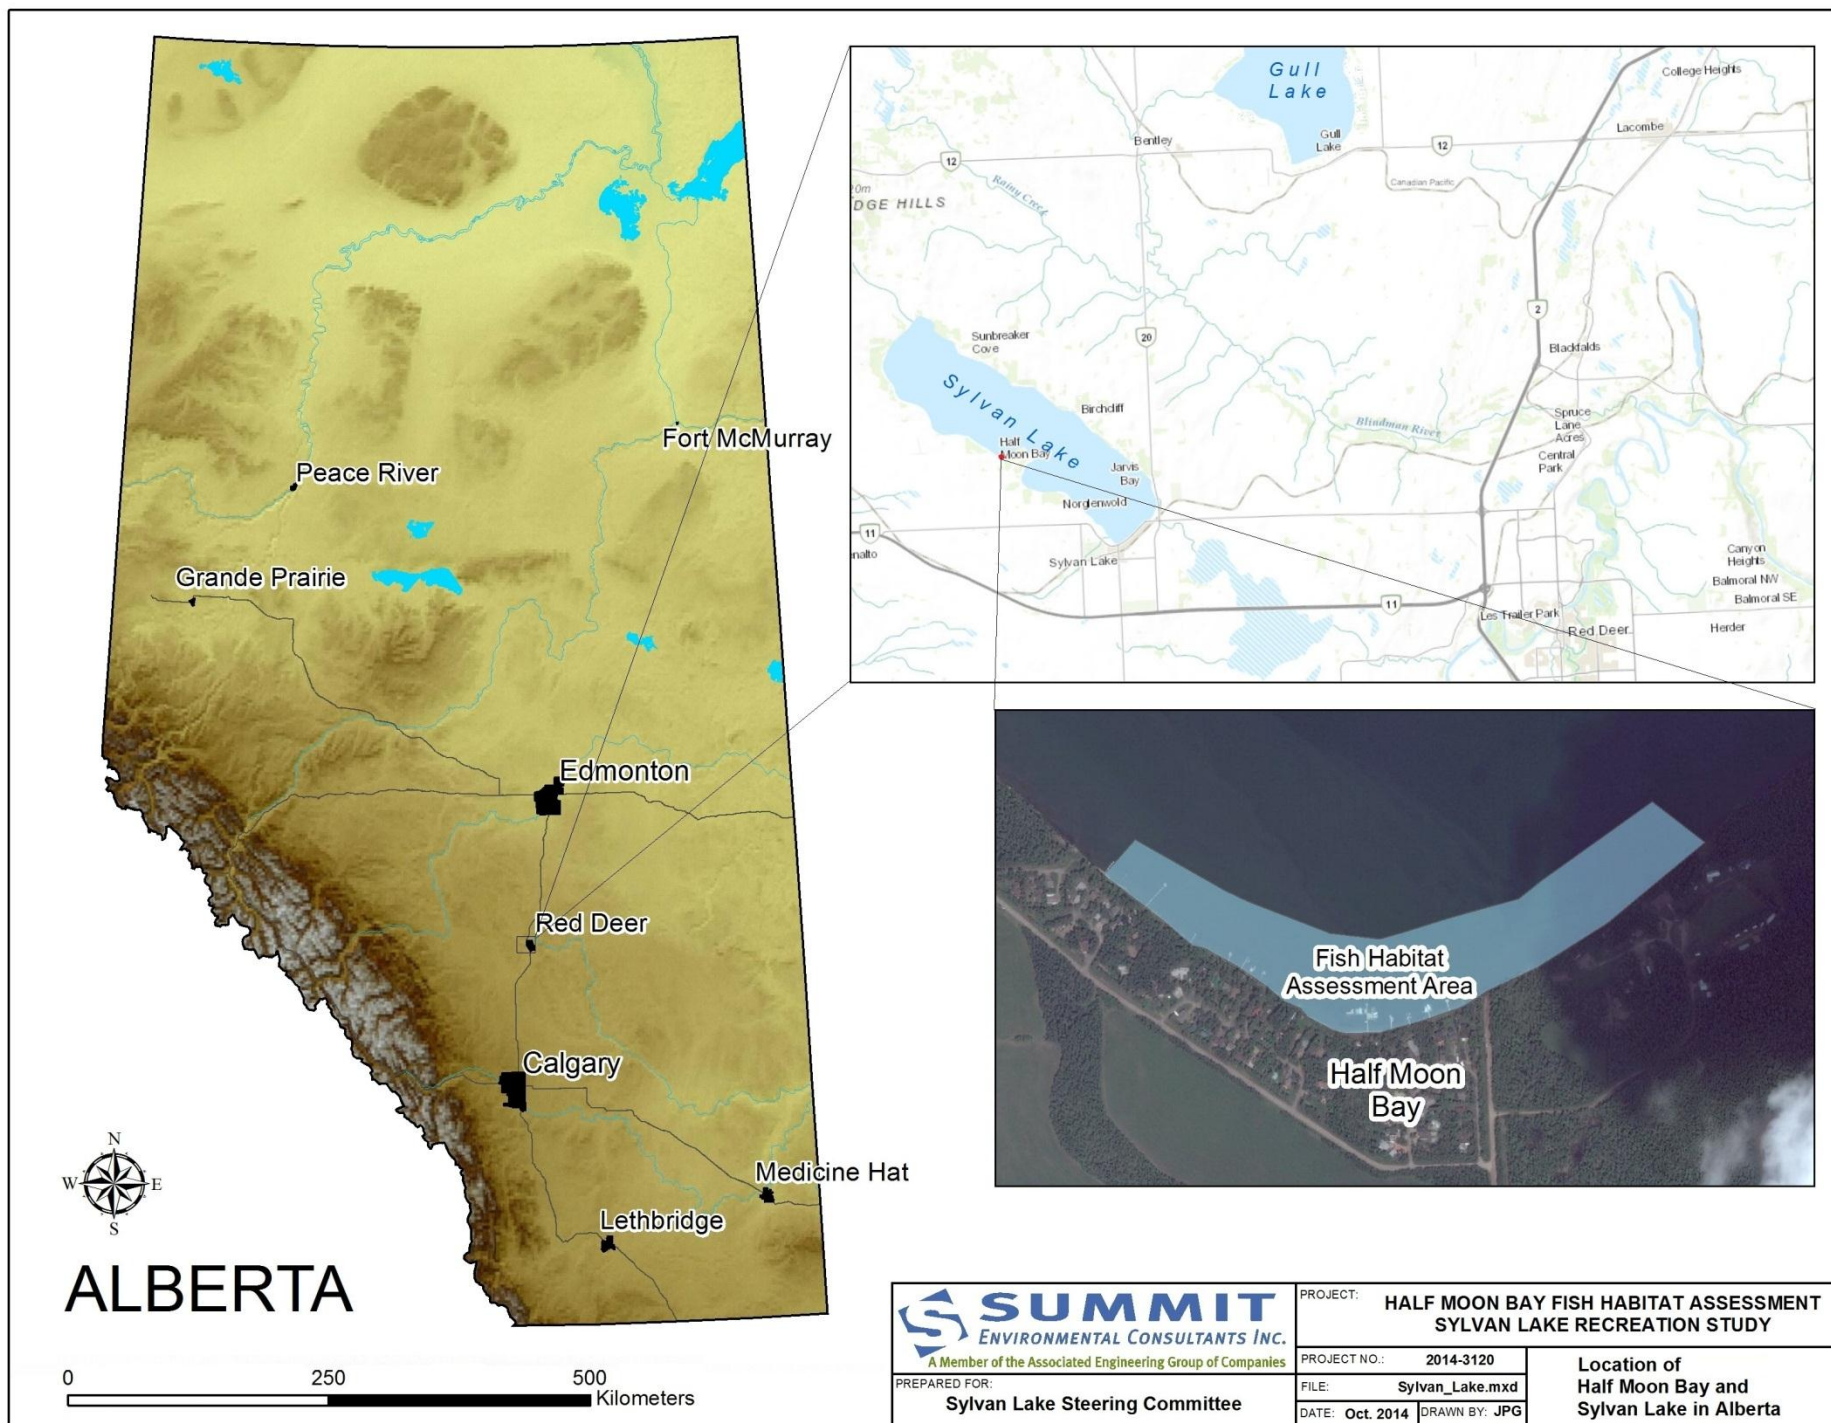 Fort McMurray
Peace River
Grande Prairie
Edmonton
Red Deer
Calgary
Medicine Hat
Lethbridge
N
W
E
S
ALBERTA
0
250
500
Kilometers
Gull
Lake
College Heights
Lacombe
Bentley
Gull
Lake
12
12
Canadian Pacific
Rainy Creek
DGE HILLS
20
2
Sunbreaker
Cove
Blackfalds
Sylvan Lake
Birchcliff
Half
Moon Bay
Jarvis
Bay
Norglenwold
Blindman River
Spruce
Lane
Acres
Central
Park
11
nalto
Sylvan Lake
Canyon
Heights
Balmoral NW
Balmoral SE
11
Les Trailer Park
Red Deer
Herder
Fish Habitat
Assessment Area
Half Moon
Bay
SUMMIT
ENVIRONMENTAL CONSULTANTS INC.
A Member of the Associated Engineering Group of Companies
PREPARED FOR:
Sylvan Lake Steering Committee
PROJECT:
HALF MOON BAY FISH HABITAT ASSESSMENT
SYLVAN LAKE RECREATION STUDY
PROJECT NO.: 2014-3120
FILE: Sylvan_Lake.mxd
DATE: Oct. 2014
DRAWN BY: JPG
Location of
Half Moon Bay and
Sylvan Lake in Alberta